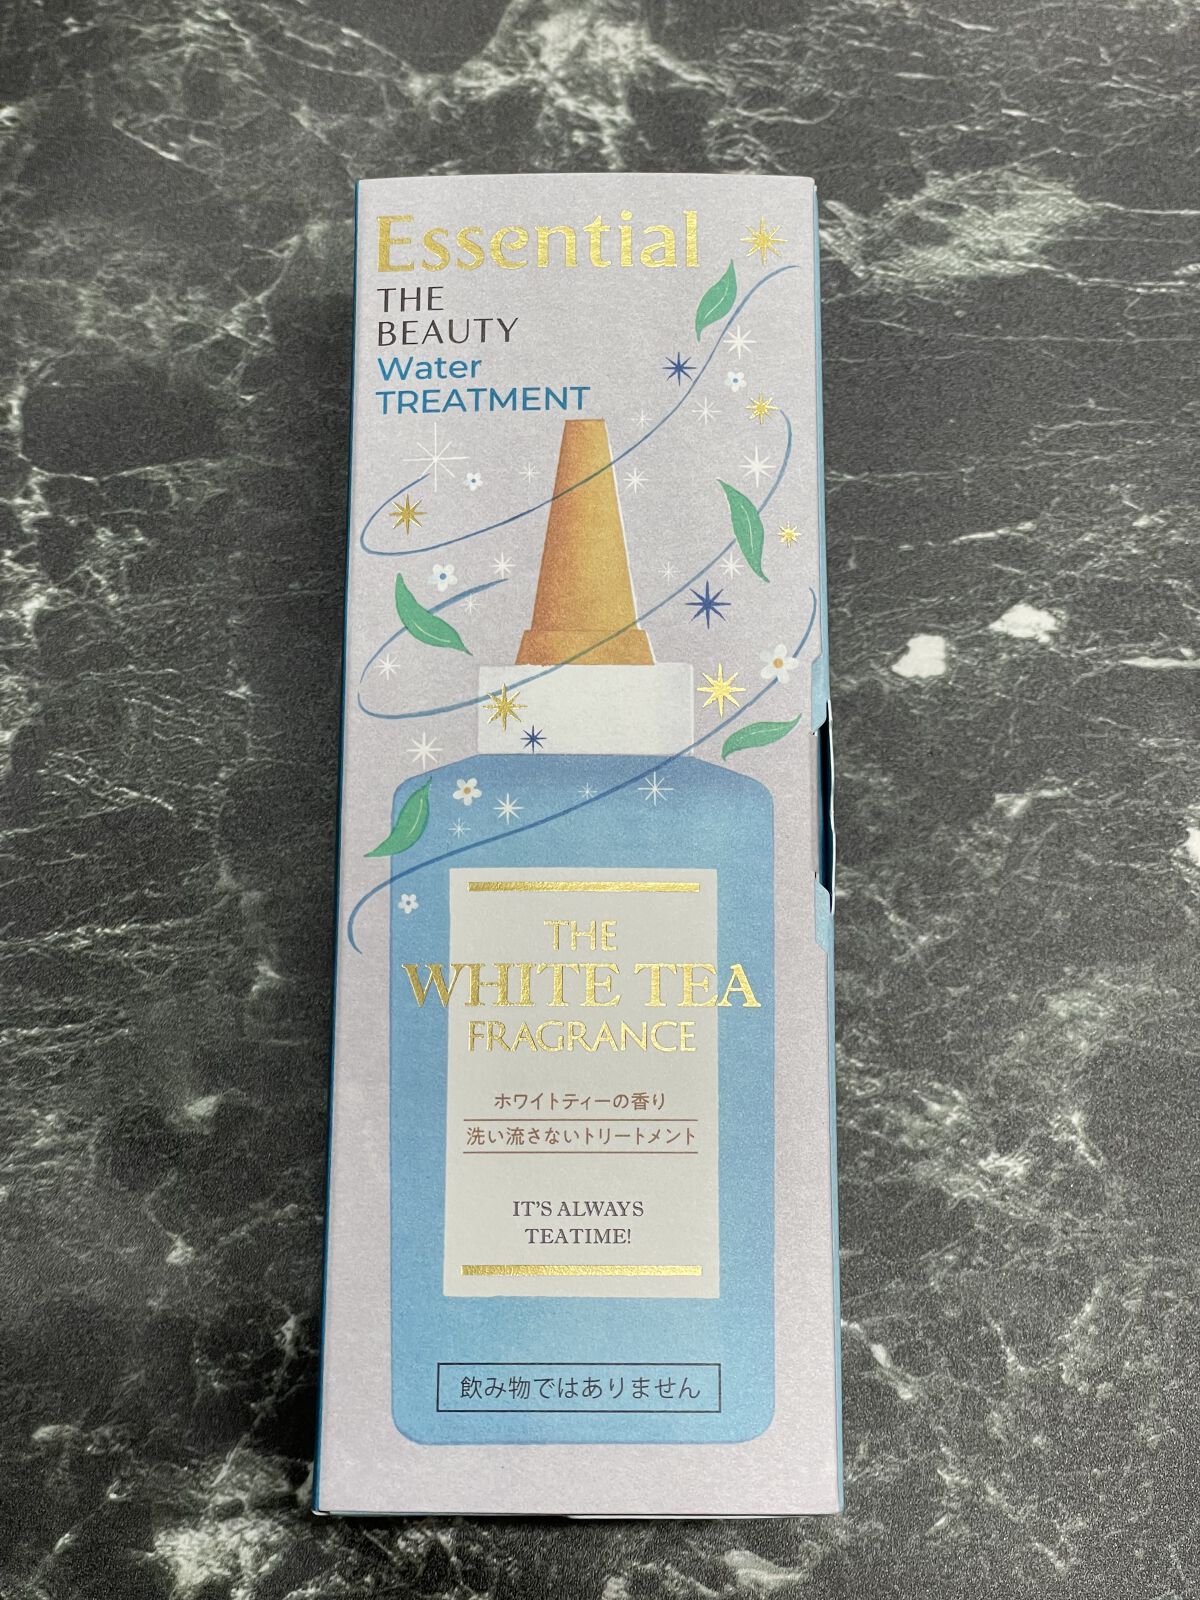 Essential
THE
BEAUTY
Water
TREATMENT
THE
WHITE TEA
FRAGRANCE
ホワイトティーの香り
洗い流さないトリートメント
IT'S ALWAYS
TEATIME!
飲み物ではありません